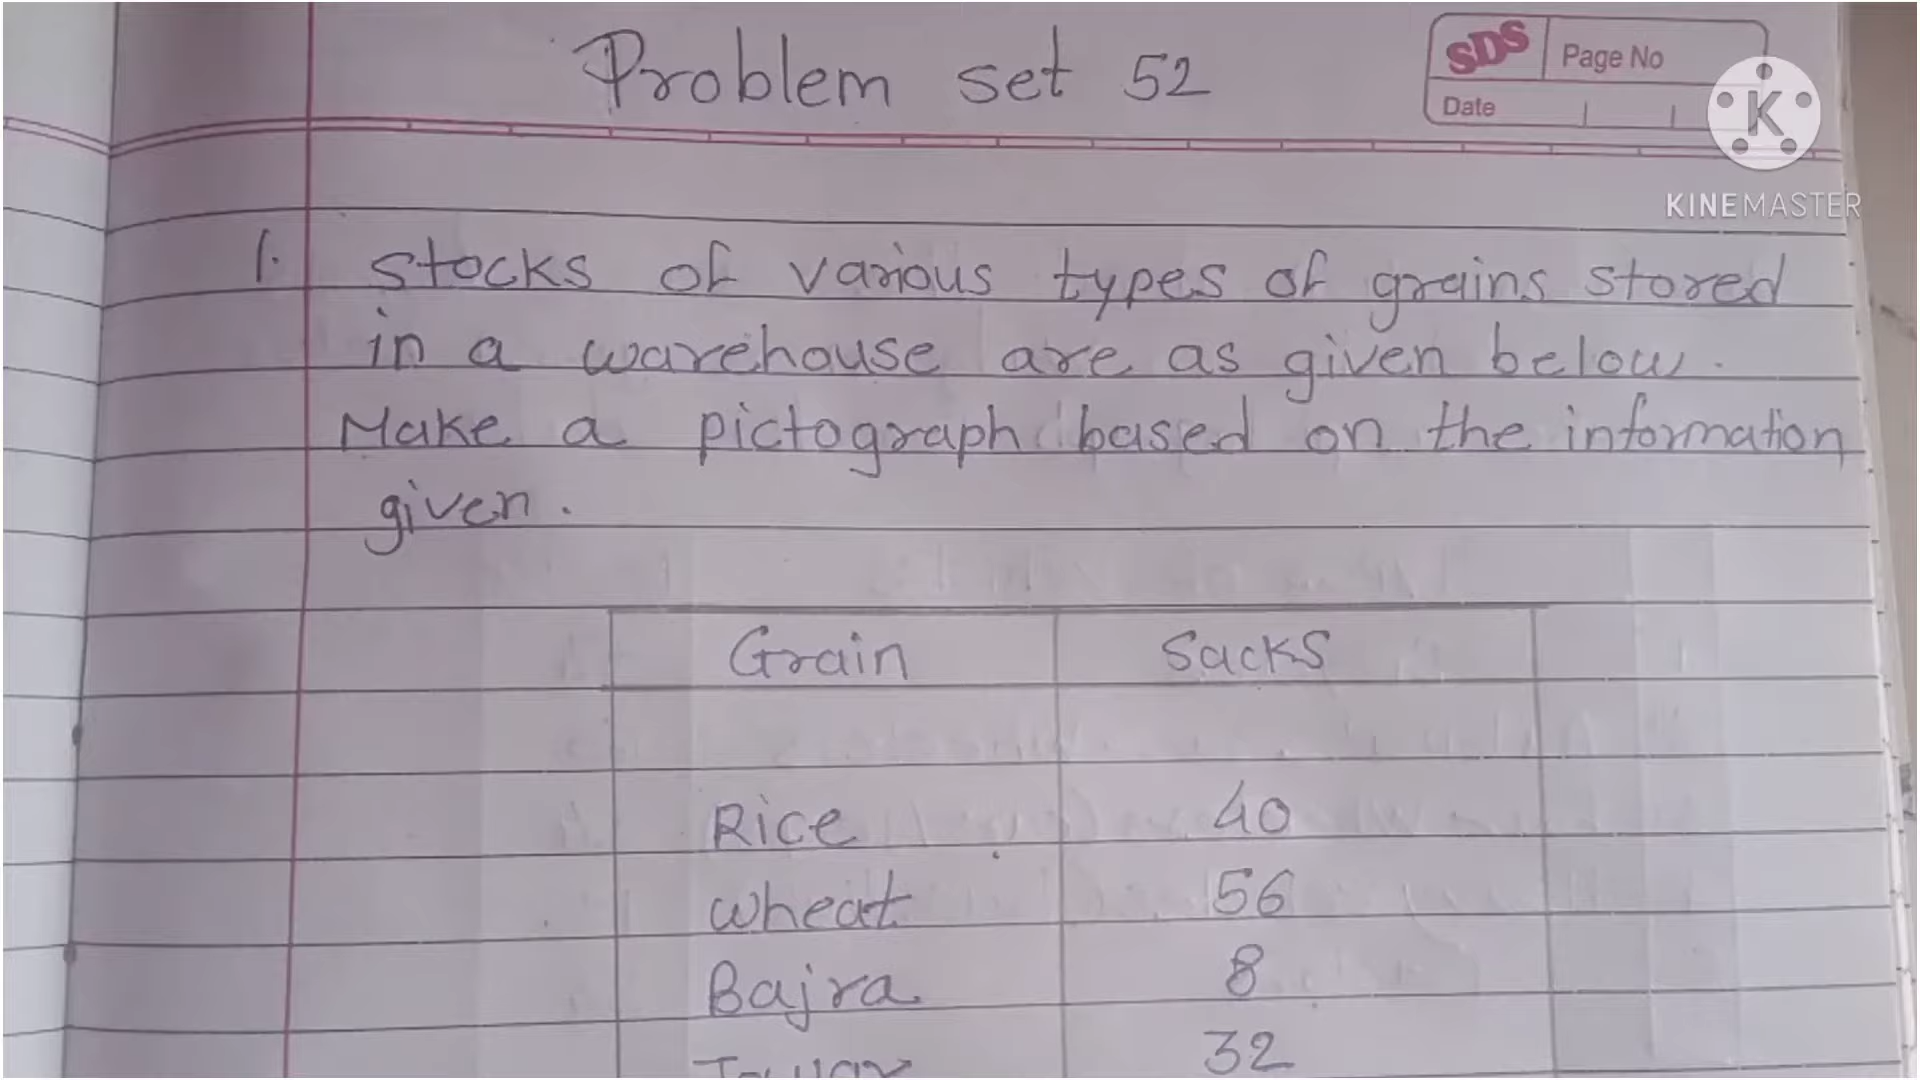 Problem set 52
SDS
Page No
Date
KINEMASTER
1. Stocks of various types of grains stored
in a warehouse are as given below.
Make a pictograph based on the information
given.
Grain Sacks
Rice 40
Wheat 56
Bajra 8
32